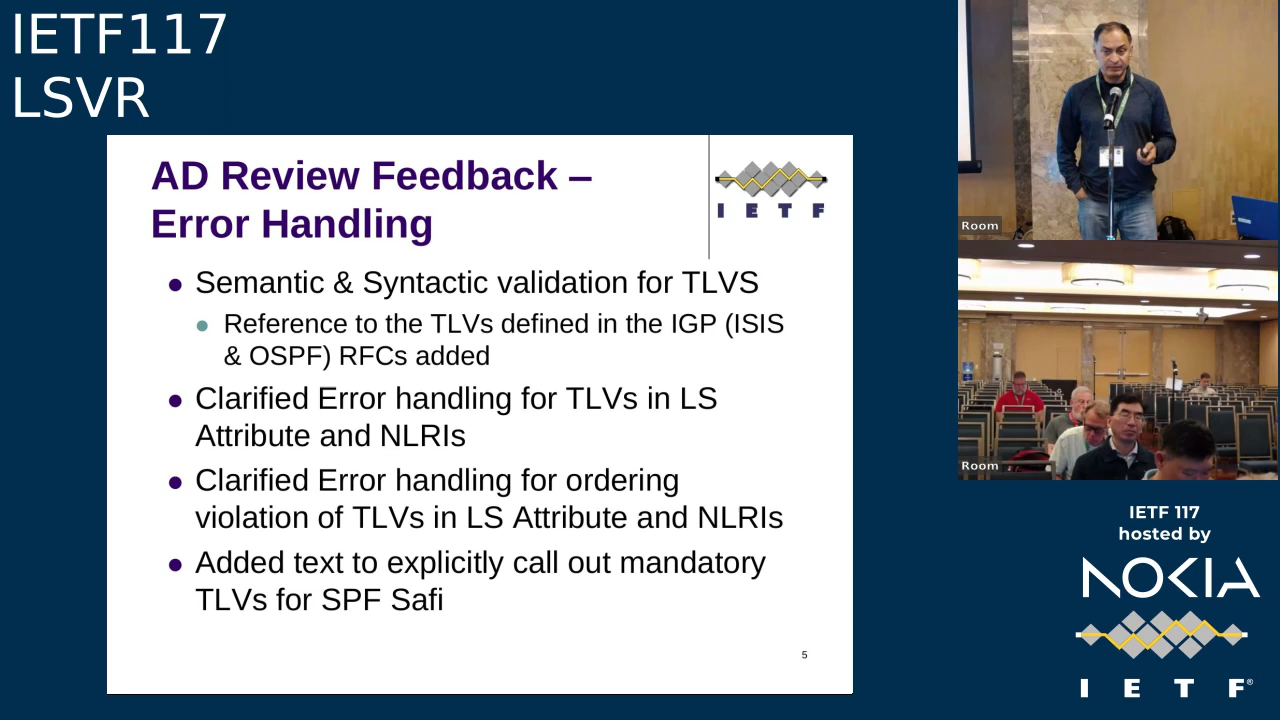 IETF117
LSVR
AD Review Feedback –
Error Handling
I E T F
● Semantic & Syntactic validation for TLVS
● Reference to the TLVs defined in the IGP (ISIS
& OSPF) RFCs added
● Clarified Error handling for TLVs in LS
Attribute and NLRIs
● Clarified Error handling for ordering
violation of TLVs in LS Attribute and NLRIs
● Added text to explicitly call out mandatory
TLVs for SPF Safi
5
Room
Room
IETF 117
hosted by
NOKIA
I E T F®